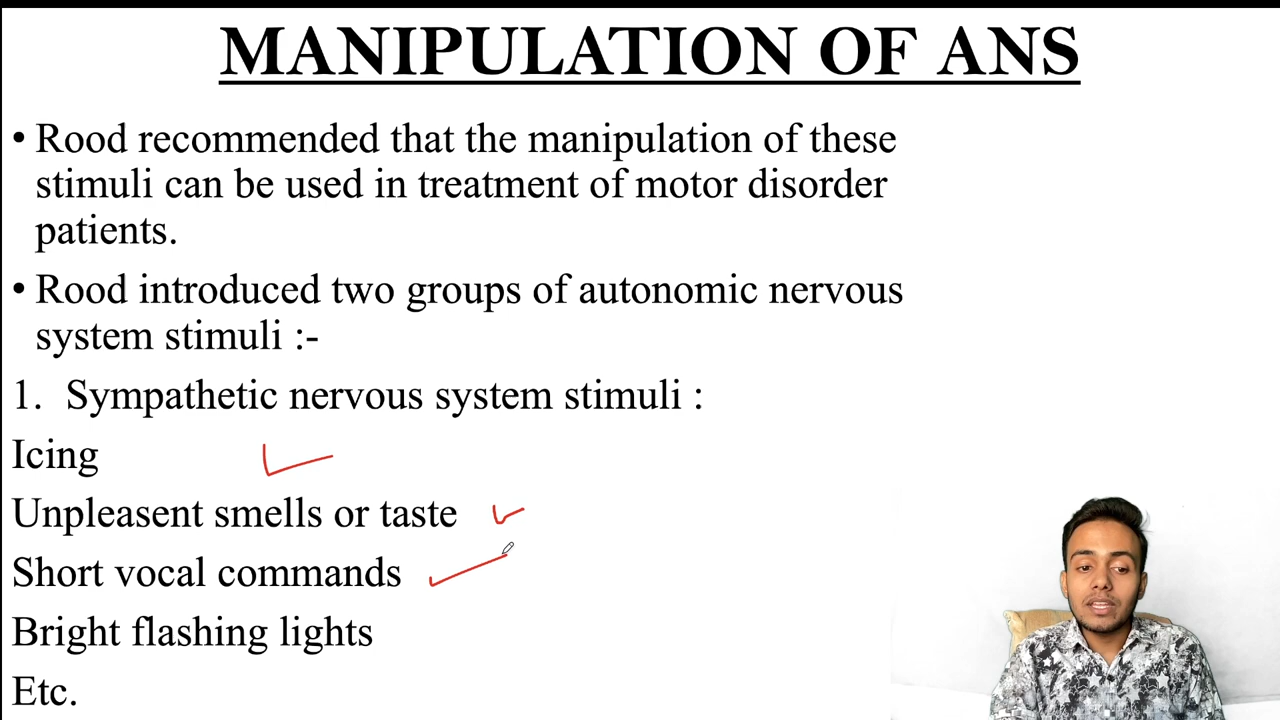 MANIPULATION OF ANS
• Rood recommended that the manipulation of these
stimuli can be used in treatment of motor disorder
patients.
• Rood introduced two groups of autonomic nervous
system stimuli :-
1. Sympathetic nervous system stimuli :
Icing
Unpleasent smells or taste
Short vocal commands
Bright flashing lights
Etc.